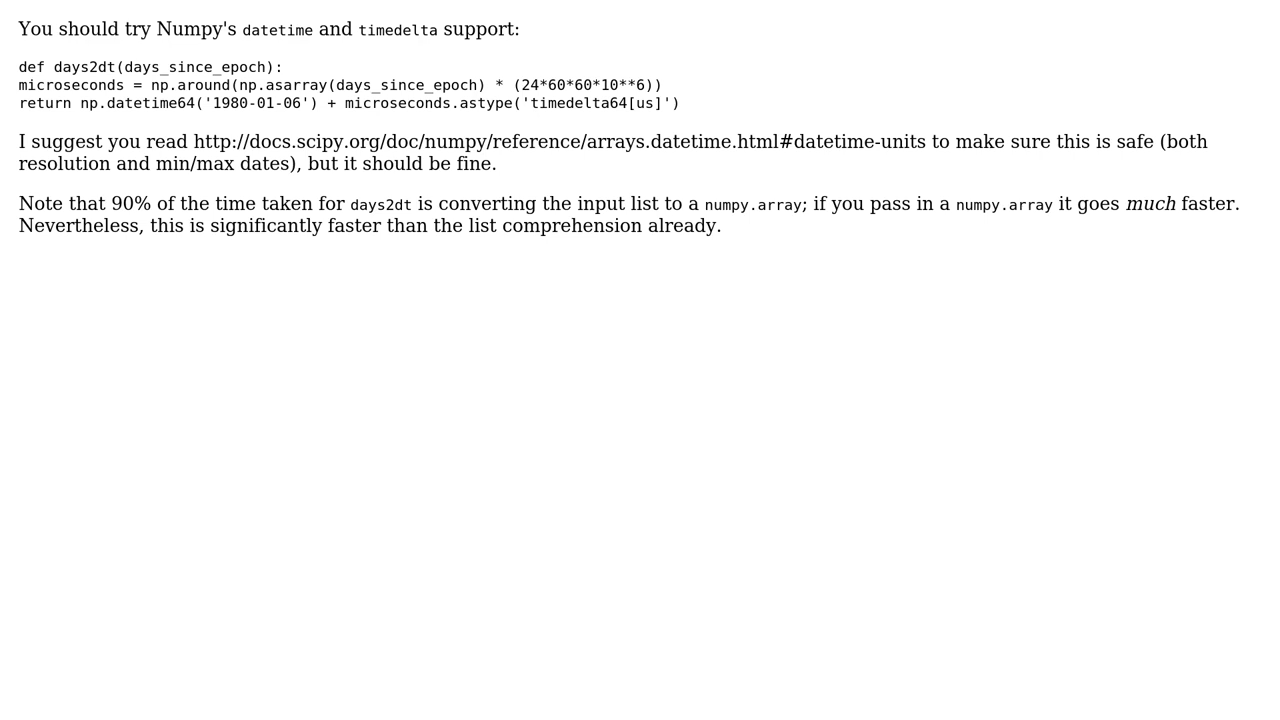 You should try Numpy's datetime and timedelta support:
def days2dt(days_since_epoch):
microseconds = np.around(np.asarray(days_since_epoch) * (24*60*60*10**6))
return np.datetime64('1980-01-06') + microseconds.astype('timedelta64[us]')
I suggest you read http://docs.scipy.org/doc/numpy/reference/arrays.datetime.html#datetime-units to make sure this is safe (both
resolution and min/max dates), but it should be fine.
Note that 90% of the time taken for days2dt is converting the input list to a numpy.array; if you pass in a numpy.array it goes much faster.
Nevertheless, this is significantly faster than the list comprehension already.